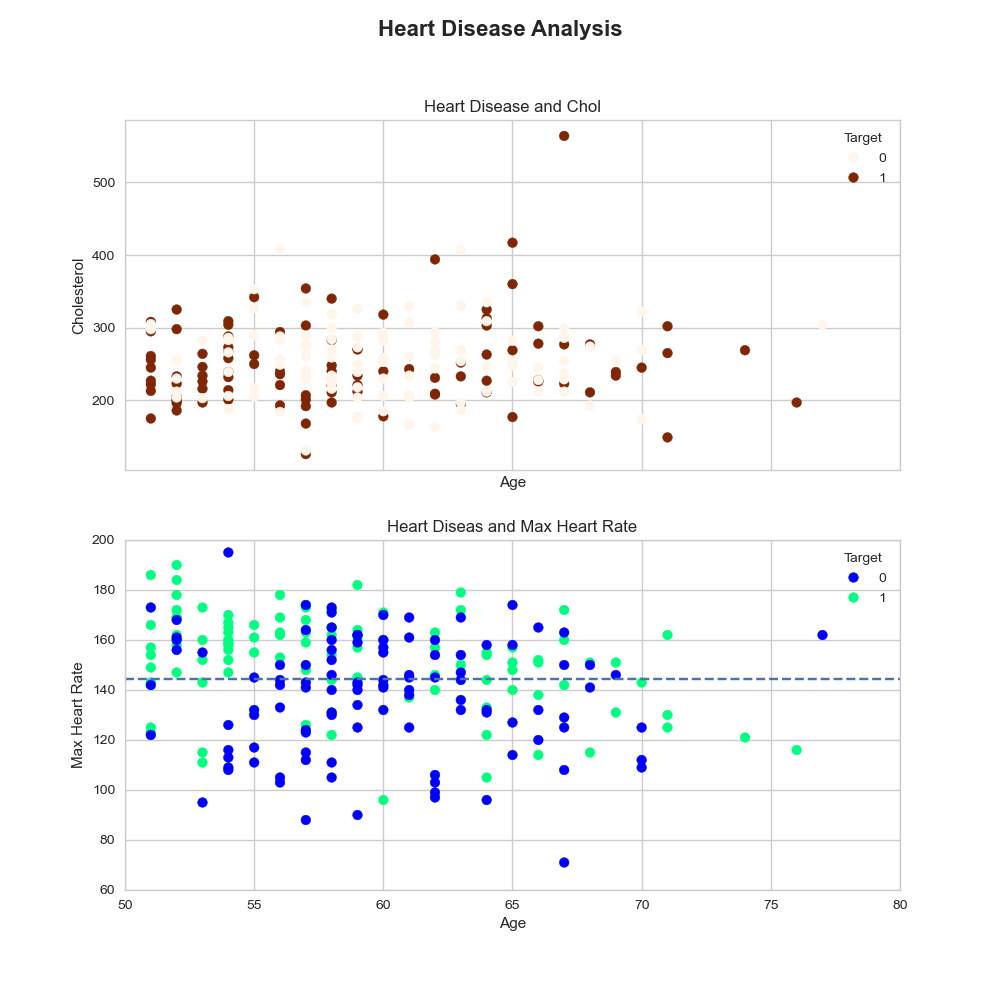 Heart Disease Analysis
Heart Disease and Chol
Target
0
1
500
400
300
200
Cholesterol
Age
Heart Diseas and Max Heart Rate
Target
0
1
200
180
160
140
120
100
80
60
Max Heart Rate
50 55 60 65 70 75 80
Age